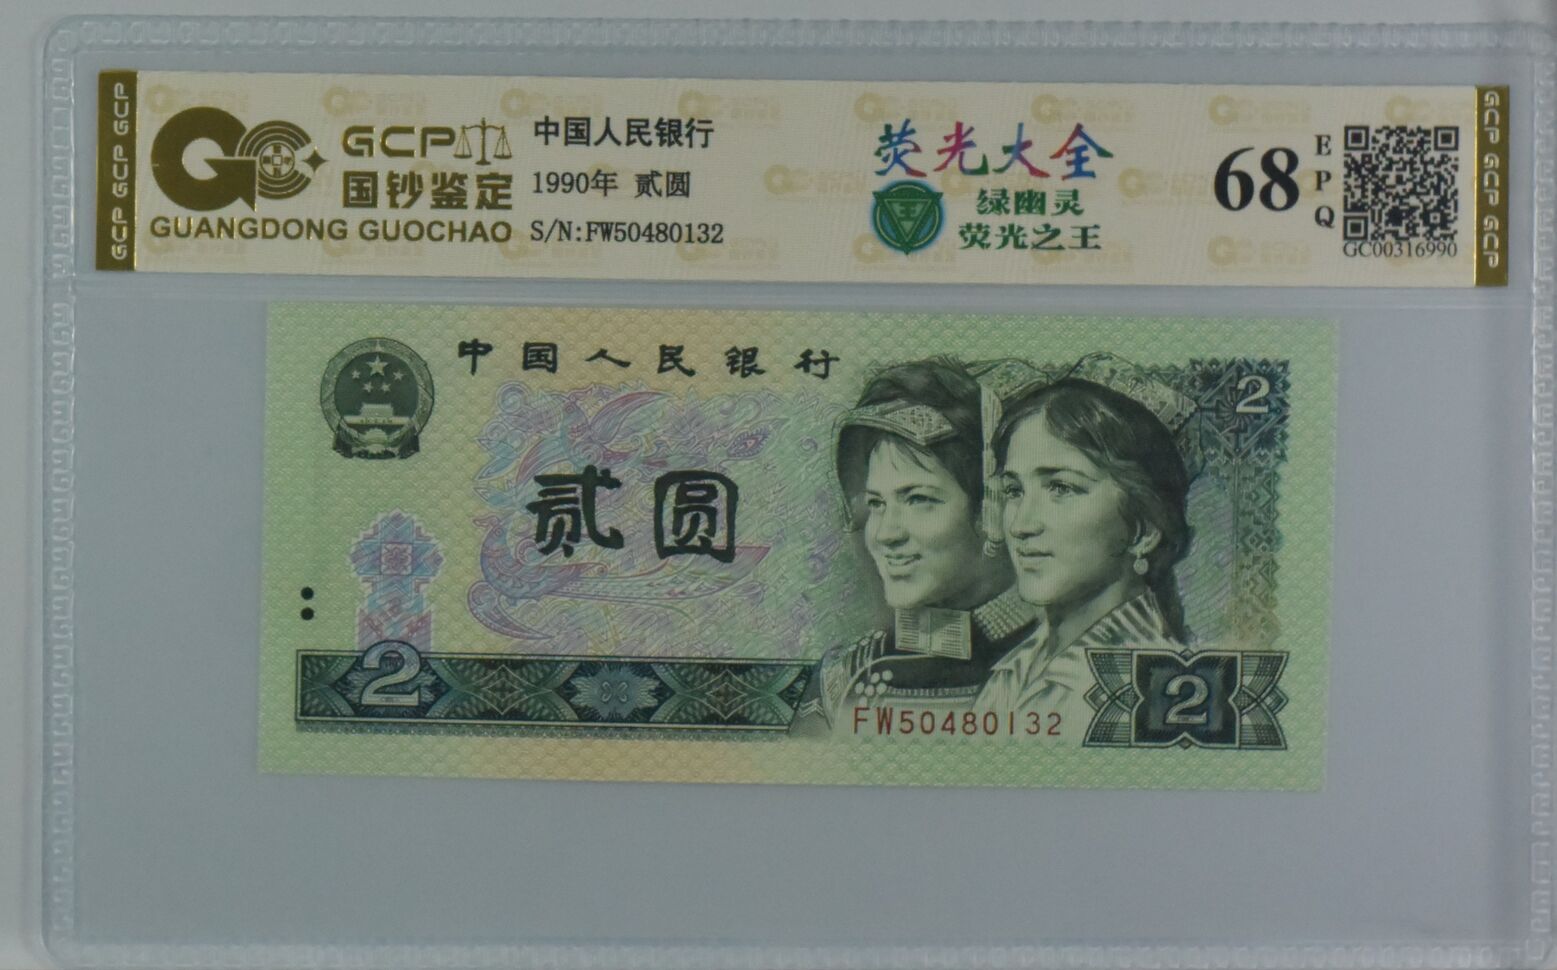 GCP GCP GCP
GCP
国钞鉴定
GUANGDONG GUOCHAO
中国人民银行
1990年 贰圆
S/N:FW50480132
荧光大全
王
绿幽灵
荧光之王
68
EPQ
GC00316990
GCP GCP GCP
中国人民银行
2
贰圆
2
FW50480132
2